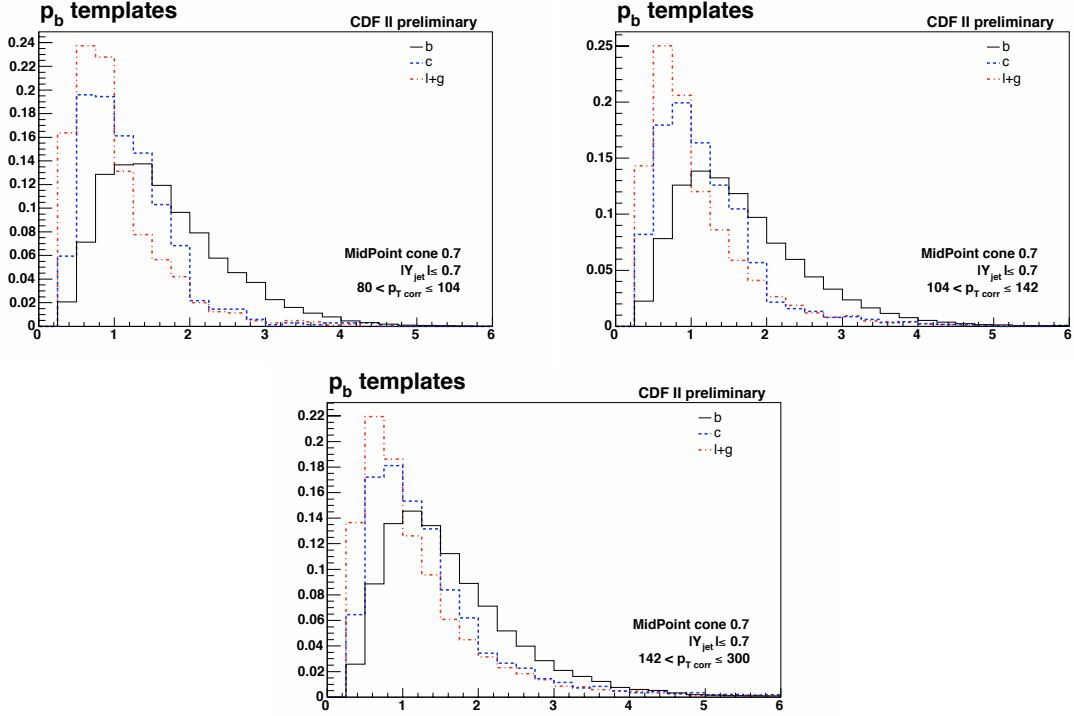 p_b templates
CDF II preliminary
b
c
l+g
0.24
0.22
0.2
0.18
0.16
0.14
0.12
0.1
0.08
0.06
0.04
0.02
0
MidPoint cone 0.7
|Y_jet|≤ 0.7
80 < p_T corr ≤ 104
0 1 2 3 4 5 6
p_b templates
CDF II preliminary
b
c
l+g
0.25
0.2
0.15
0.1
0.05
0
MidPoint cone 0.7
|Y_jet|≤ 0.7
104 < p_T corr ≤ 142
0 1 2 3 4 5 6
p_b templates
CDF II preliminary
b
c
l+g
0.22
0.2
0.18
0.16
0.14
0.12
0.1
0.08
0.06
0.04
0.02
0
MidPoint cone 0.7
|Y_jet|≤ 0.7
142 < p_T corr ≤ 300
0 1 2 3 4 5 6